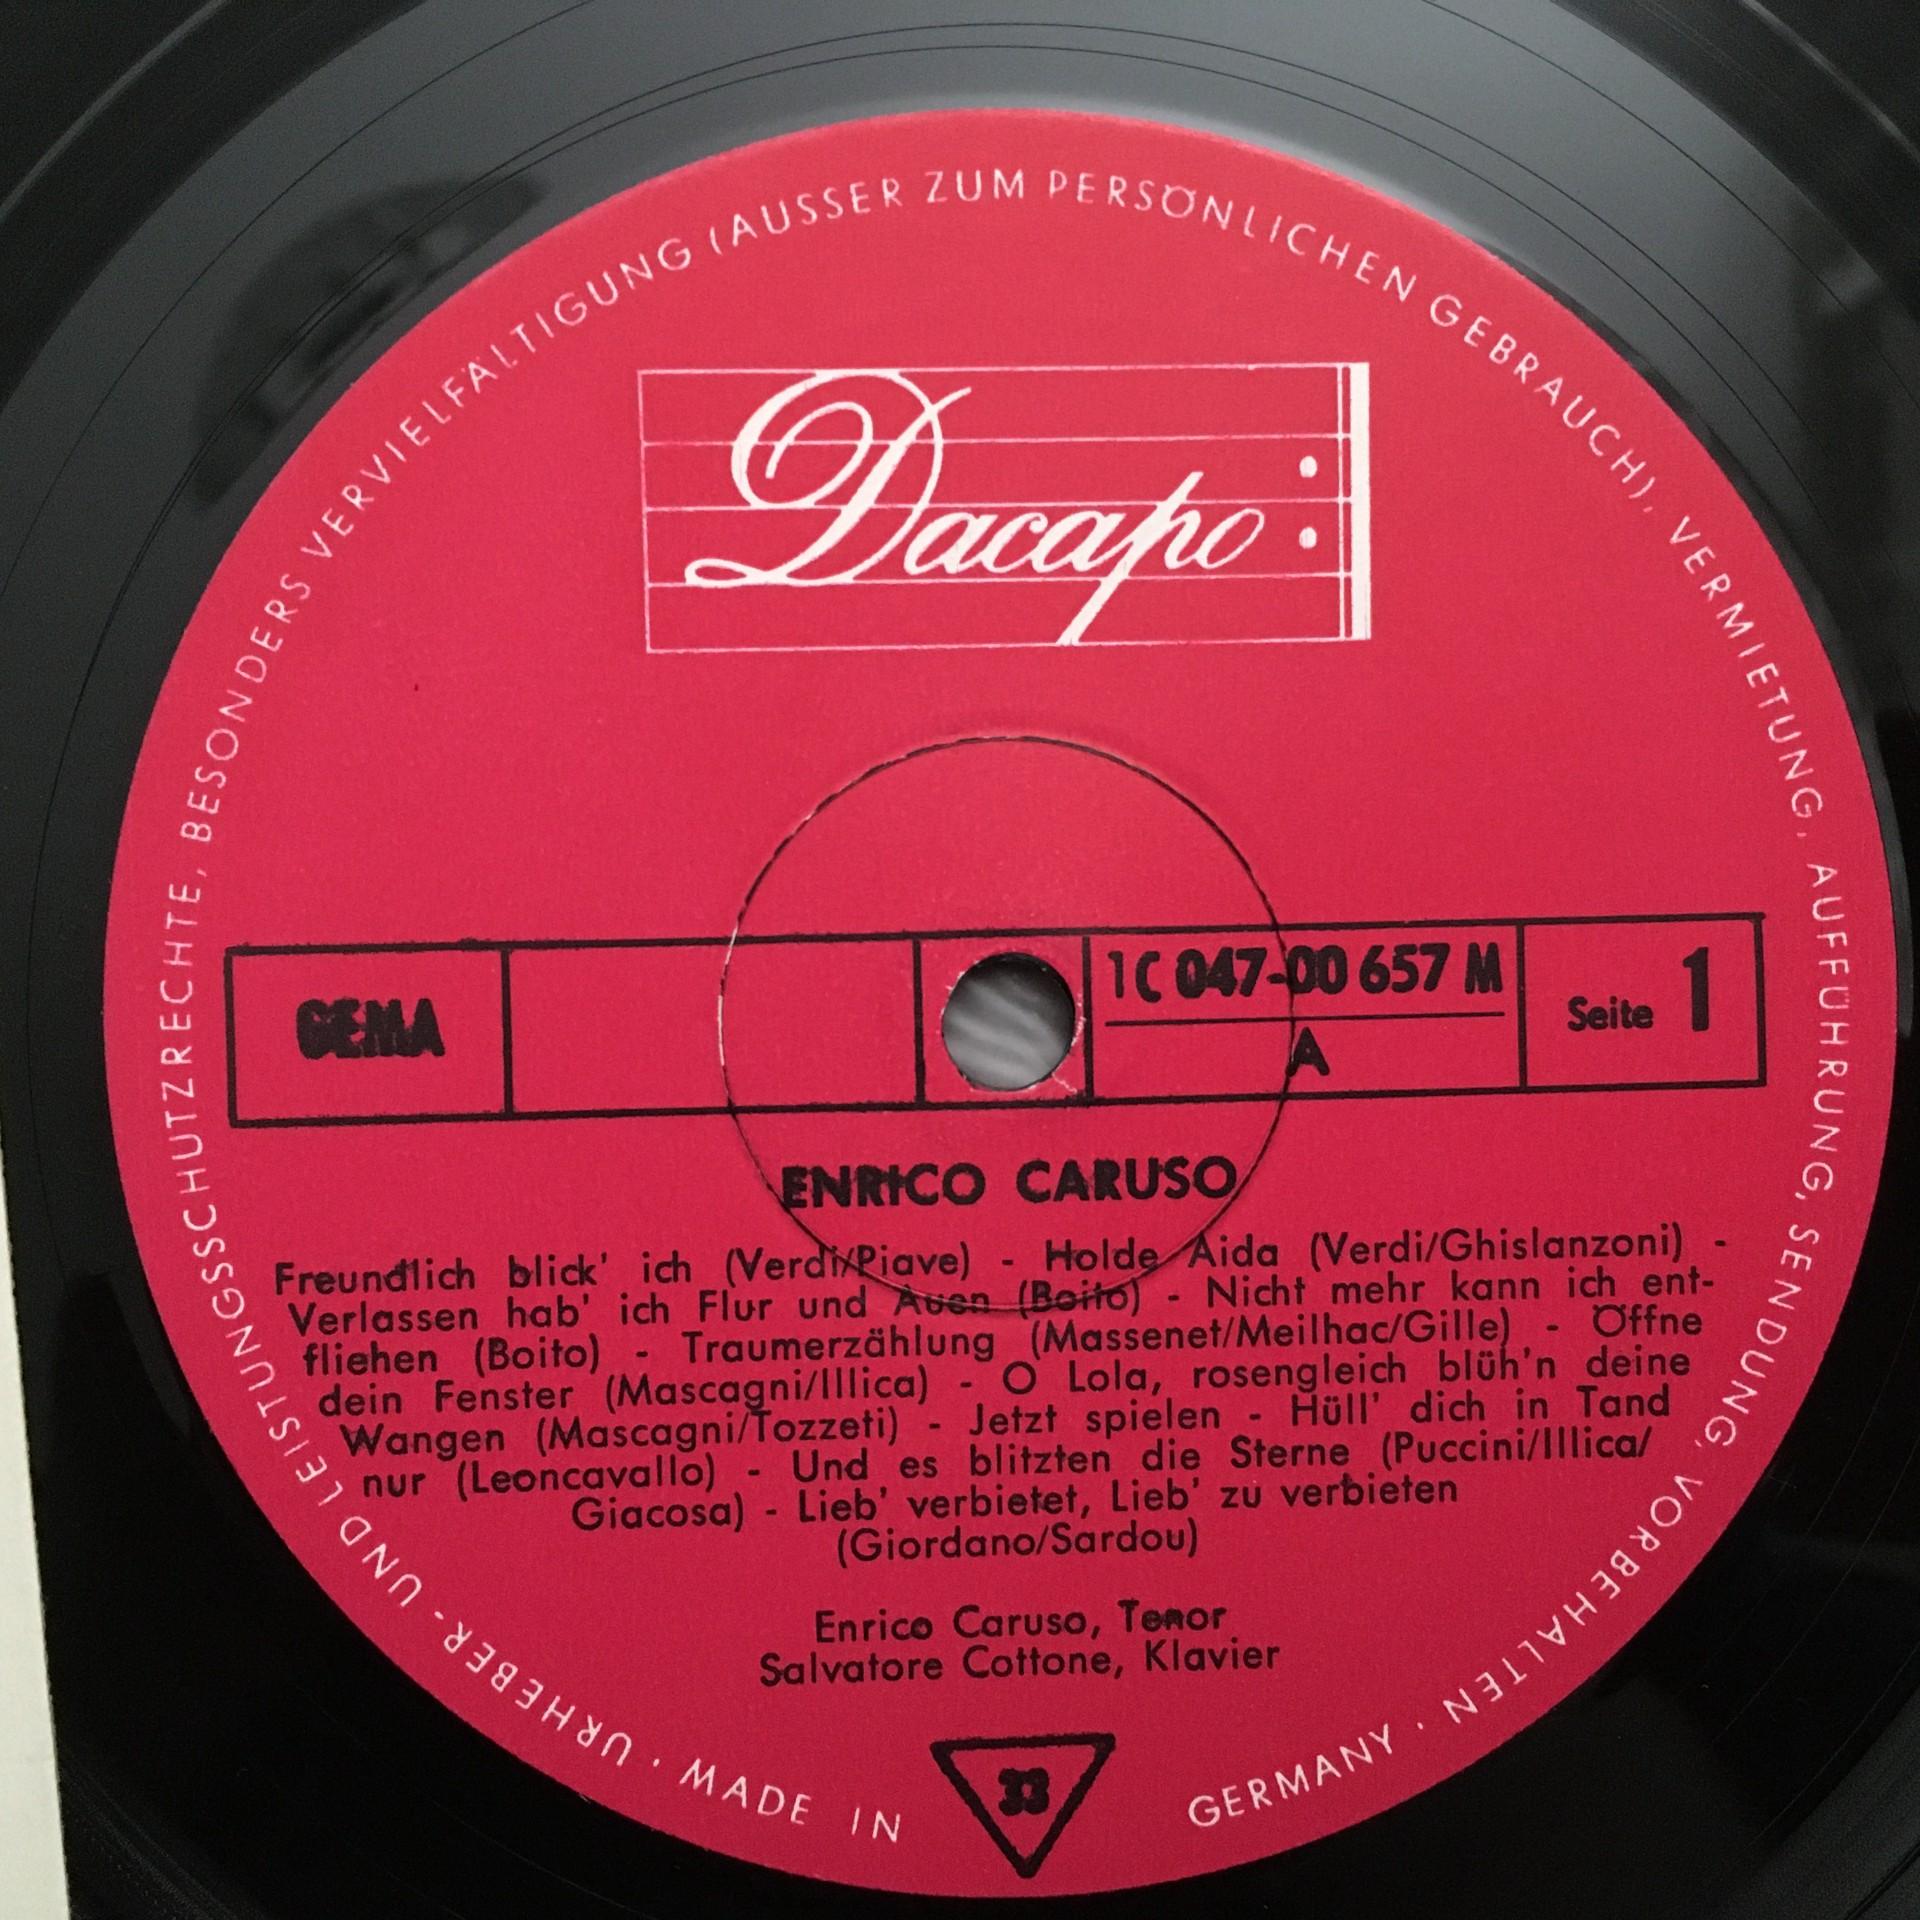 URHEBER- UND LEISTUNGSSCHUTZRECHTE, BESONDERS VERVIELFÄLTIGUNG (AUSSER ZUM PERSÖNLICHEN GEBRAUCH), VERMIETUNG, AUFFÜHRUNG, SENDUNG, VORBEHALTEN · GERMANY
· MADE IN
Dacapo
GEMA
1C 047-00 657 M
A
Seite 1
ENRICO CARUSO
Freundlich blick' ich (Verdi/Piave) - Holde Aida (Verdi/Ghislanzoni) -
Verlassen hab' ich Flur und Auen (Boito) - Nicht mehr kann ich ent-
fliehen (Boito) - Traumerzählung (Massenet/Meilhac/Gille) - Öffne
dein Fenster (Mascagni/Illica) - O Lola, rosengleich blüh'n deine
Wangen (Mascagni/Tozzeti) - Jetzt spielen - Hüll' dich in Tand
nur (Leoncavallo) - Und es blitzten die Sterne (Puccini/Illica/
Giacosa) - Lieb' verbietet, Lieb' zu verbieten
(Giordano/Sardou)
Enrico Caruso, Tenor
Salvatore Cottone, Klavier
33